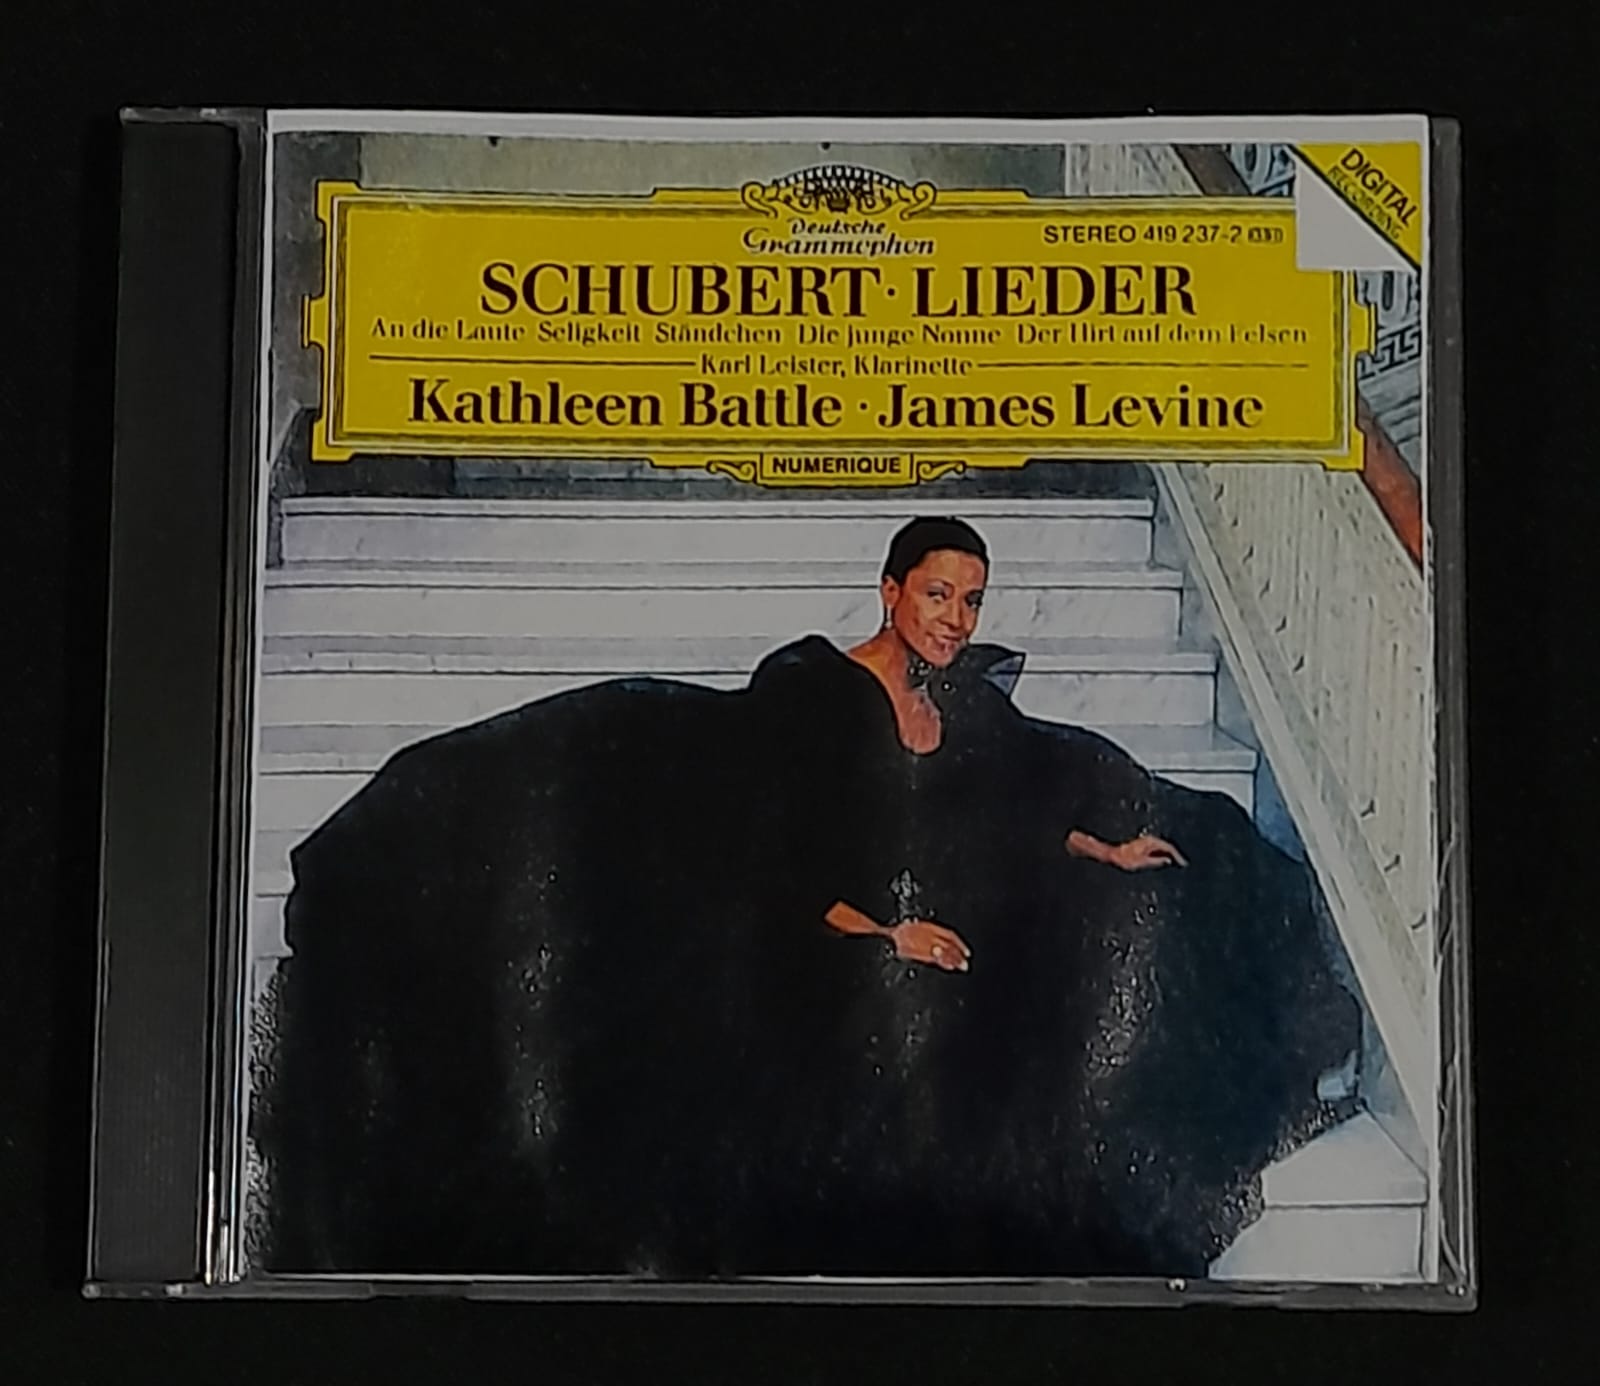 DIGITAL
RECORDING
Deutsche
Grammophon
STEREO 419 237-2
SCHUBERT · LIEDER
An die Laute Seligkeit Ständchen Die junge Nonne Der Hirt auf dem Felsen
Karl Leister, Klarinette
Kathleen Battle · James Levine
NUMERIQUE